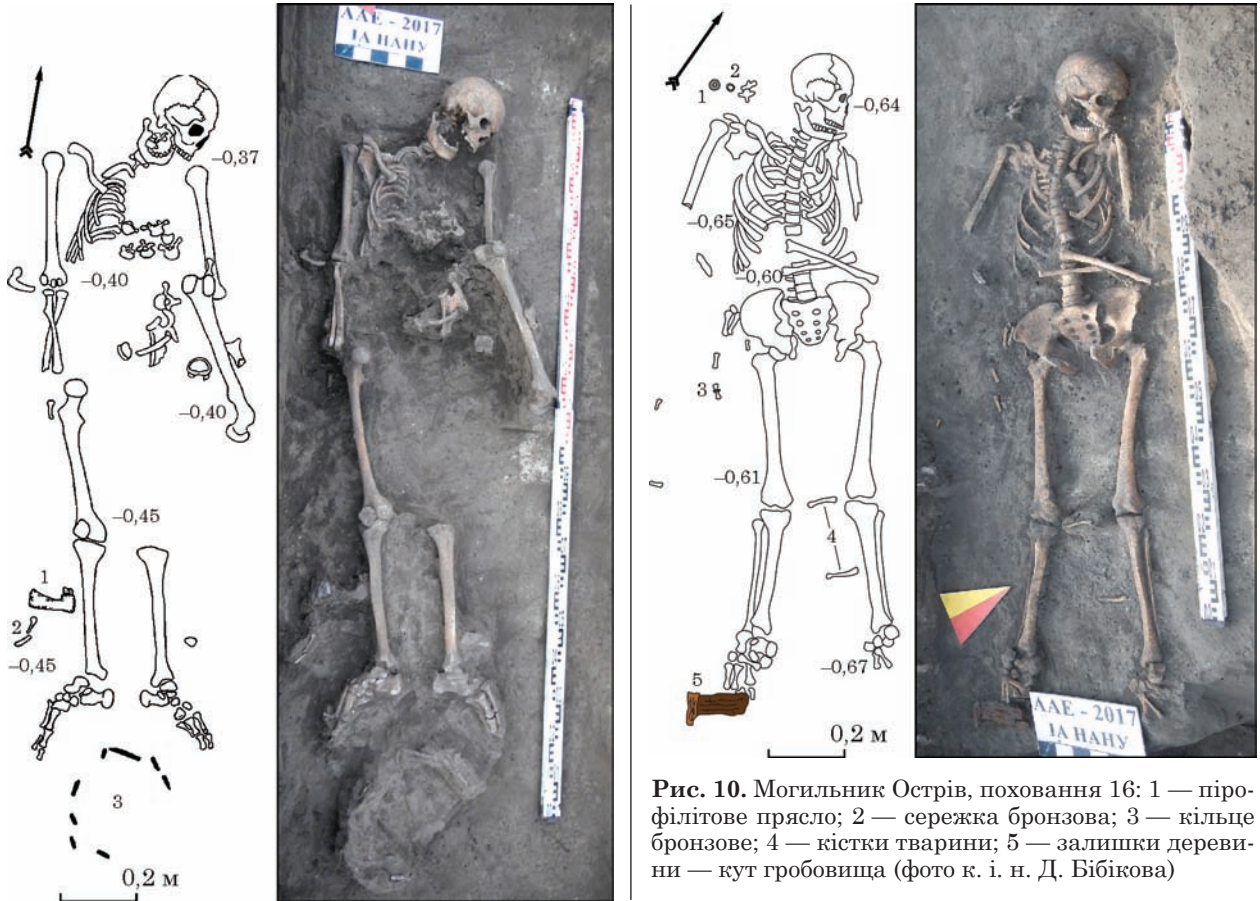 ААЕ - 2017
ІА НАНУ
–0,37
–0,40
–0,40
–0,45
1
2
–0,45
3
0,2 м
2
1
–0,64
–0,65
–0,60
3
–0,61
4
–0,67
5
0,2 м
ААЕ - 2017
ІА НАНУ
Рис. 10. Могильник Острів, поховання 16: 1 — піро-
філітове прясло; 2 — сережка бронзова; 3 — кільце
бронзове; 4 — кістки тварини; 5 — залишки дереви-
ни — кут гробовища (фото к. і. н. Д. Бібікова)